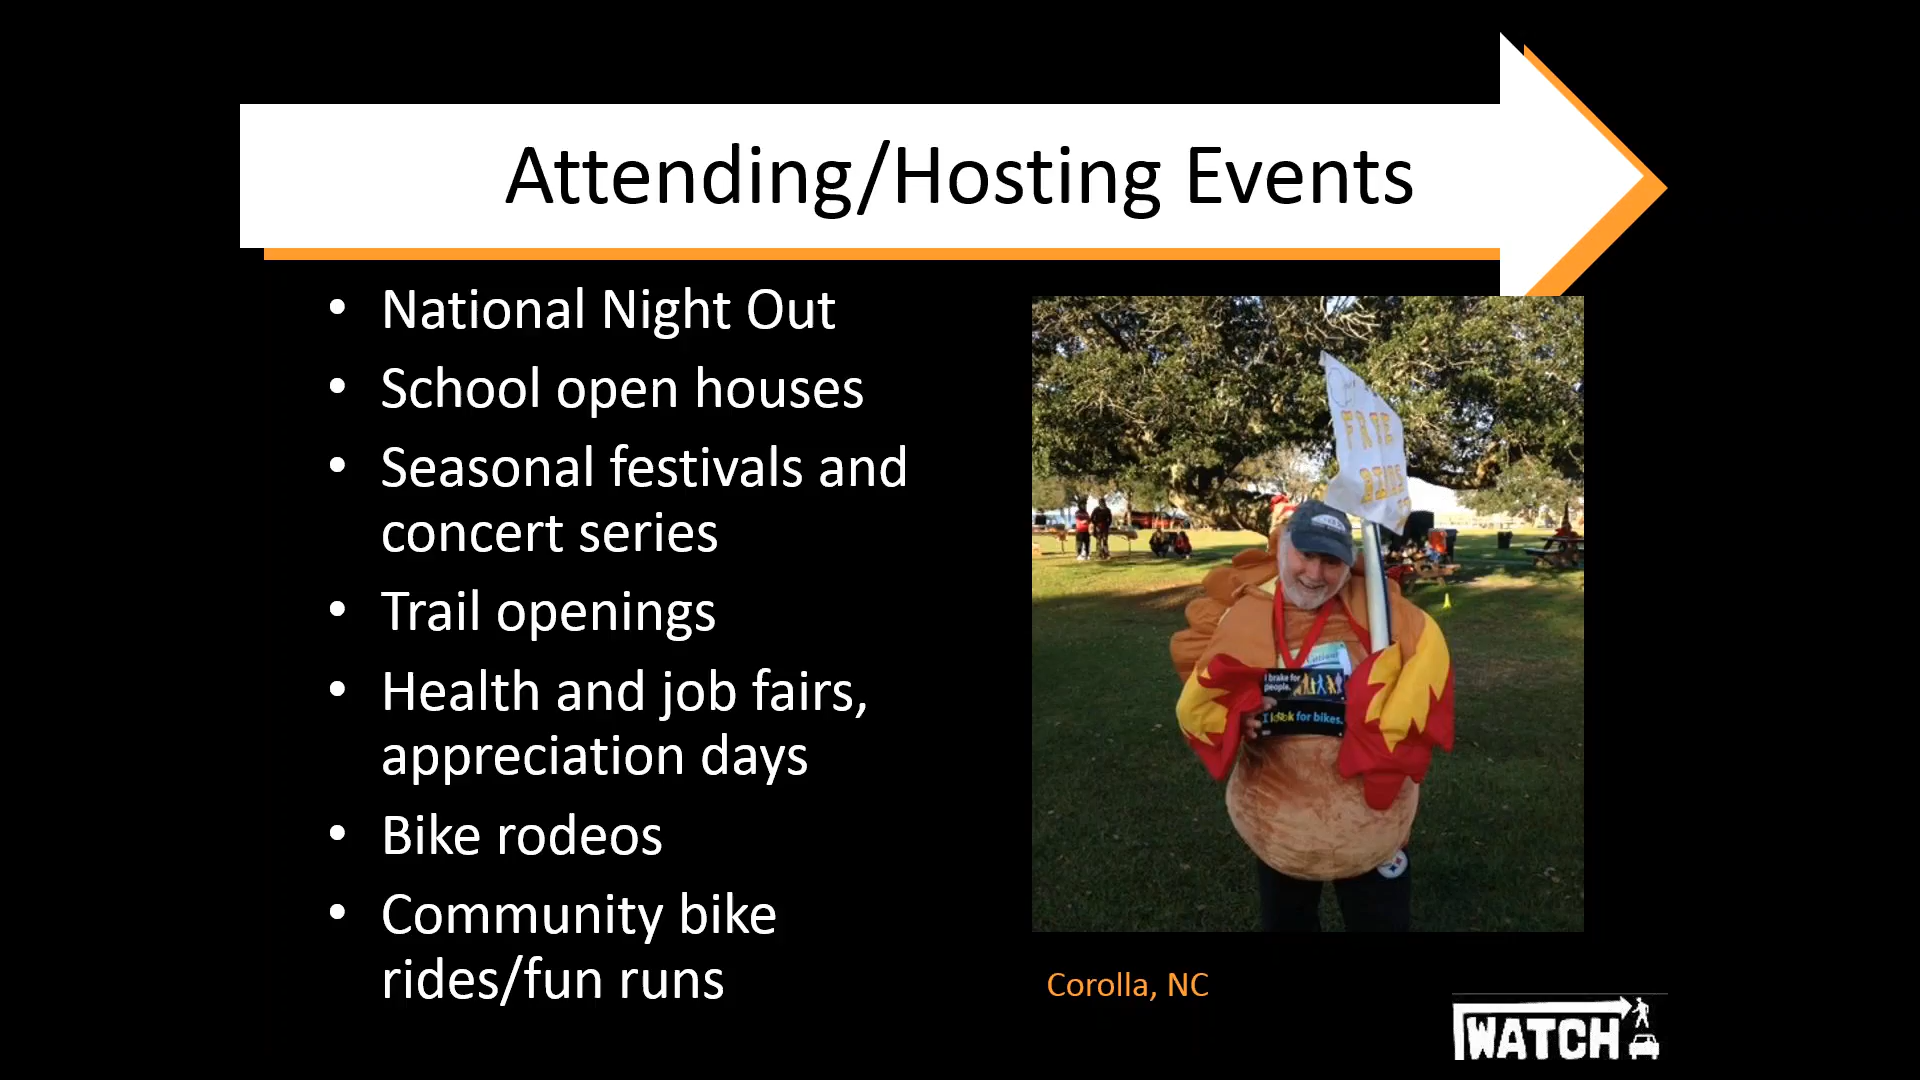 Attending/Hosting Events
• National Night Out
• School open houses
• Seasonal festivals and
concert series
• Trail openings
• Health and job fairs,
appreciation days
• Bike rodeos
• Community bike
rides/fun runs
FREE
I brake for
people.
I look for bikes.
Corolla, NC
WATCH